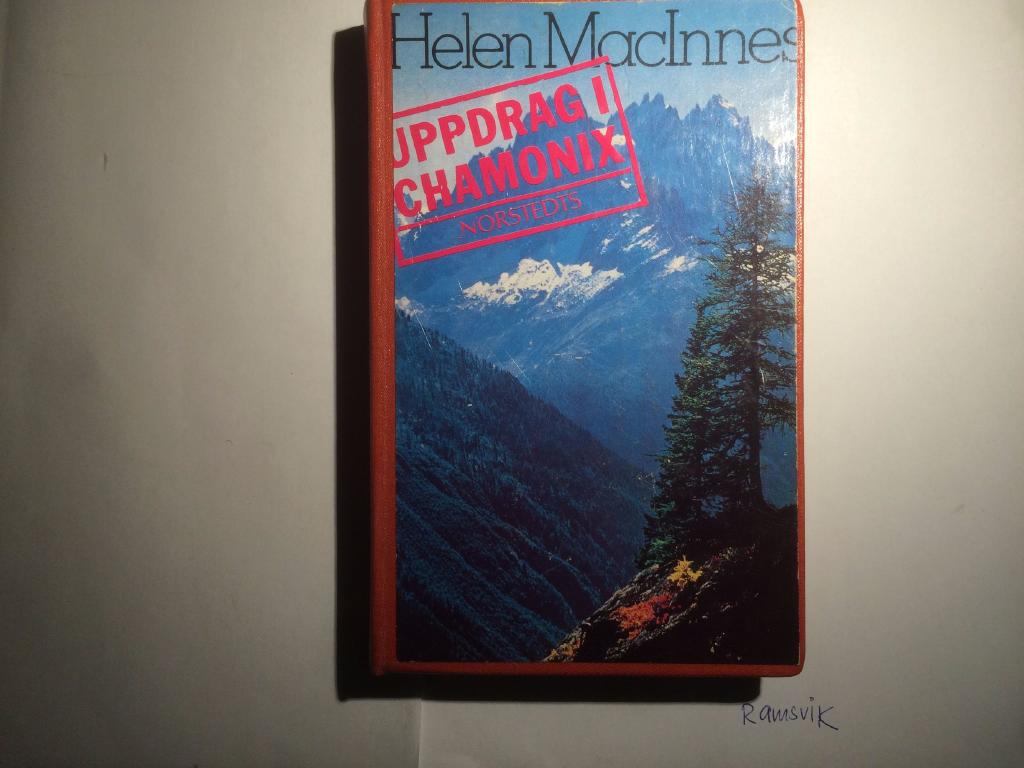 Helen MacInnes
UPPDRAG I
CHAMONIX
NORSTEDTS
Ramsvik